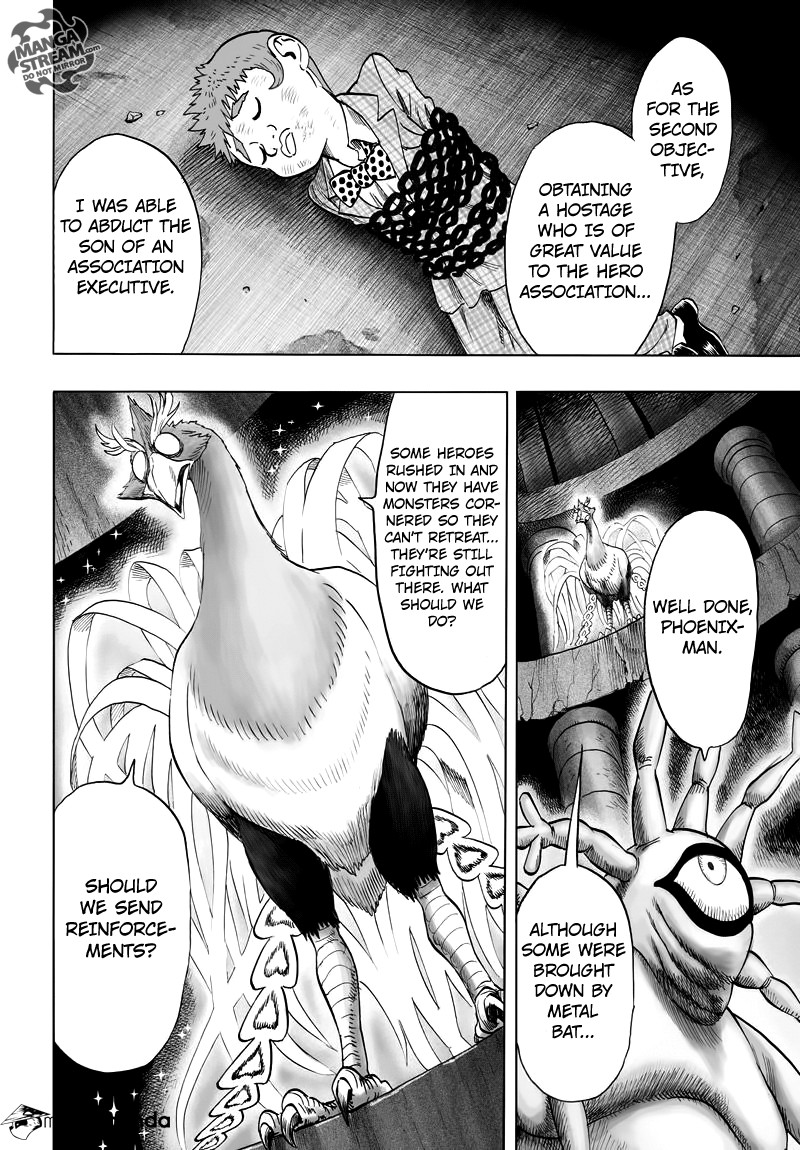 MANGA
STREAM.COM
DO NOT MIRROR
AS
FOR THE
SECOND
OBJEC-
TIVE,
OBTAINING
A HOSTAGE
WHO IS OF
GREAT VALUE
TO THE HERO
ASSOCIATION...
I WAS ABLE
TO ABDUCT THE
SON OF AN
ASSOCIATION
EXECUTIVE.
WELL DONE,
PHOENIX-
MAN.
ALTHOUGH
SOME WERE
BROUGHT
DOWN BY
METAL
BAT...
SOME HEROES
RUSHED IN AND
NOW THEY HAVE
MONSTERS COR-
NERED SO THEY
CAN'T RETREAT...
THEY'RE STILL
FIGHTING OUT
THERE. WHAT
SHOULD WE
DO?
SHOULD
WE SEND
REINFORCE-
MENTS?